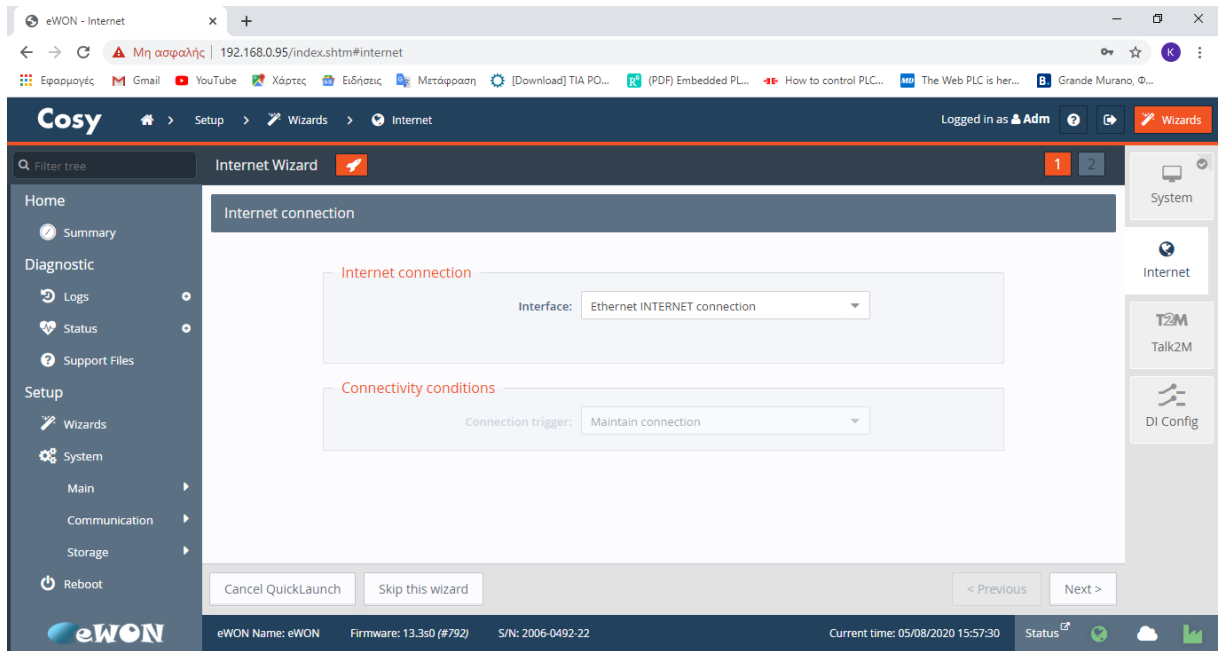 eWON - Internet
Μη ασφαλής | 192.168.0.95/index.shtm#internet
K
Εφαρμογές Gmail YouTube Χάρτες Ειδήσεις Μετάφραση [Download] TIA PO... (PDF) Embedded PL... How to control PLC... The Web PLC is her... Grande Murano, Φ...
Cosy > Setup > Wizards > Internet Logged in as Adm Wizards
Filter tree
Internet Wizard 1 2
Home
Summary
Diagnostic
Logs
Status
Support Files
Setup
Wizards
System
Main
Communication
Storage
Reboot
eWON
Internet connection
Internet connection
Interface: Ethernet INTERNET connection
Connectivity conditions
Connection trigger: Maintain connection
Cancel QuickLaunch Skip this wizard < Previous Next >
System
Internet
T2M
Talk2M
DI Config
eWON Name: eWON Firmware: 13.3s0 (#792) S/N: 2006-0492-22 Current time: 05/08/2020 15:57:30 Status